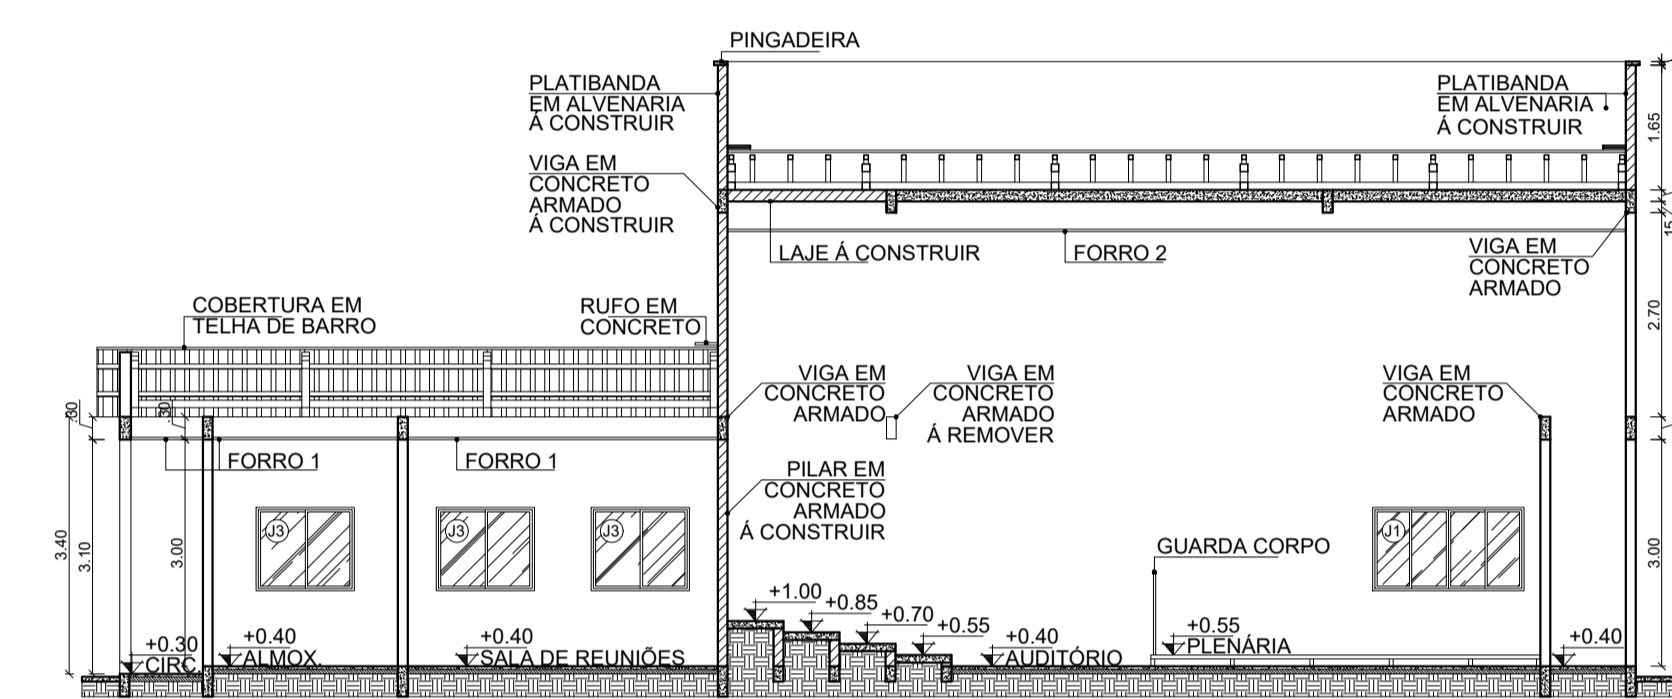 PINGADEIRA
PLATIBANDA
EM ALVENARIA
Á CONSTRUIR
PLATIBANDA
EM ALVENARIA
Á CONSTRUIR
1.65
VIGA EM
CONCRETO
ARMADO
Á CONSTRUIR
LAJE Á CONSTRUIR
FORRO 2
VIGA EM
CONCRETO
ARMADO
2.70
COBERTURA EM
TELHA DE BARRO
RUFO EM
CONCRETO
VIGA EM
CONCRETO
ARMADO
VIGA EM
CONCRETO
ARMADO
Á REMOVER
VIGA EM
CONCRETO
ARMADO
.30
FORRO 1
FORRO 1
PILAR EM
CONCRETO
ARMADO
Á CONSTRUIR
3.40
3.10
3.00
J3
J3
J3
J1
GUARDA CORPO
3.00
+1.00
+0.85
+0.70
+0.55
+0.30
CIRC.
+0.40
ALMOX.
+0.40
SALA DE REUNIÕES
+0.40
AUDITÓRIO
+0.55
PLENÁRIA
+0.40